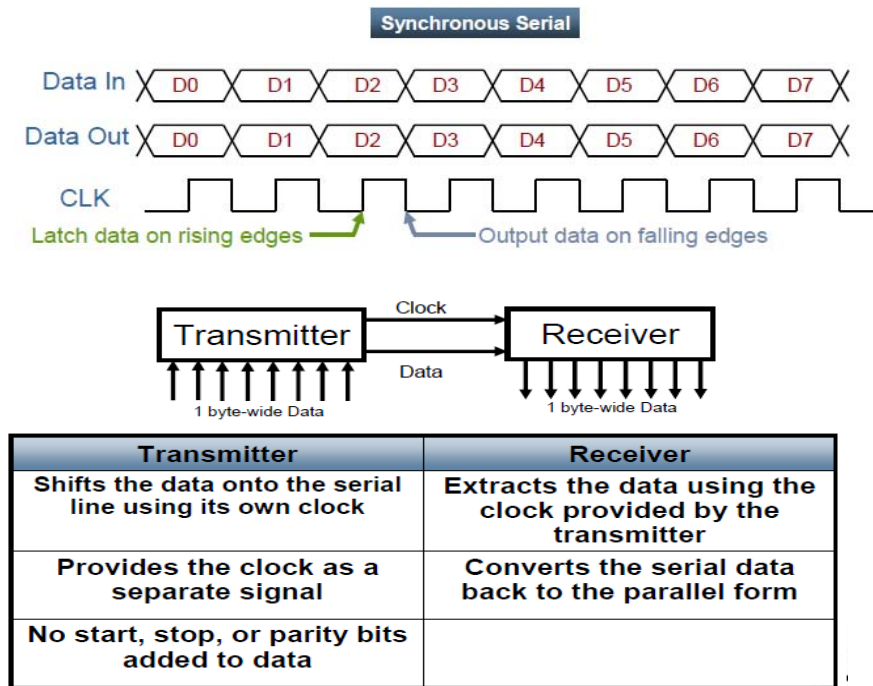 Synchronous Serial
Data In D0 D1 D2 D3 D4 D5 D6 D7
Data Out D0 D1 D2 D3 D4 D5 D6 D7
CLK
Latch data on rising edges Output data on falling edges
Clock
Transmitter Receiver
Data
1 byte-wide Data 1 byte-wide Data
Transmitter Receiver
Shifts the data onto the serial
line using its own clock
Extracts the data using the
clock provided by the
transmitter
Provides the clock as a
separate signal
Converts the serial data
back to the parallel form
No start, stop, or parity bits
added to data